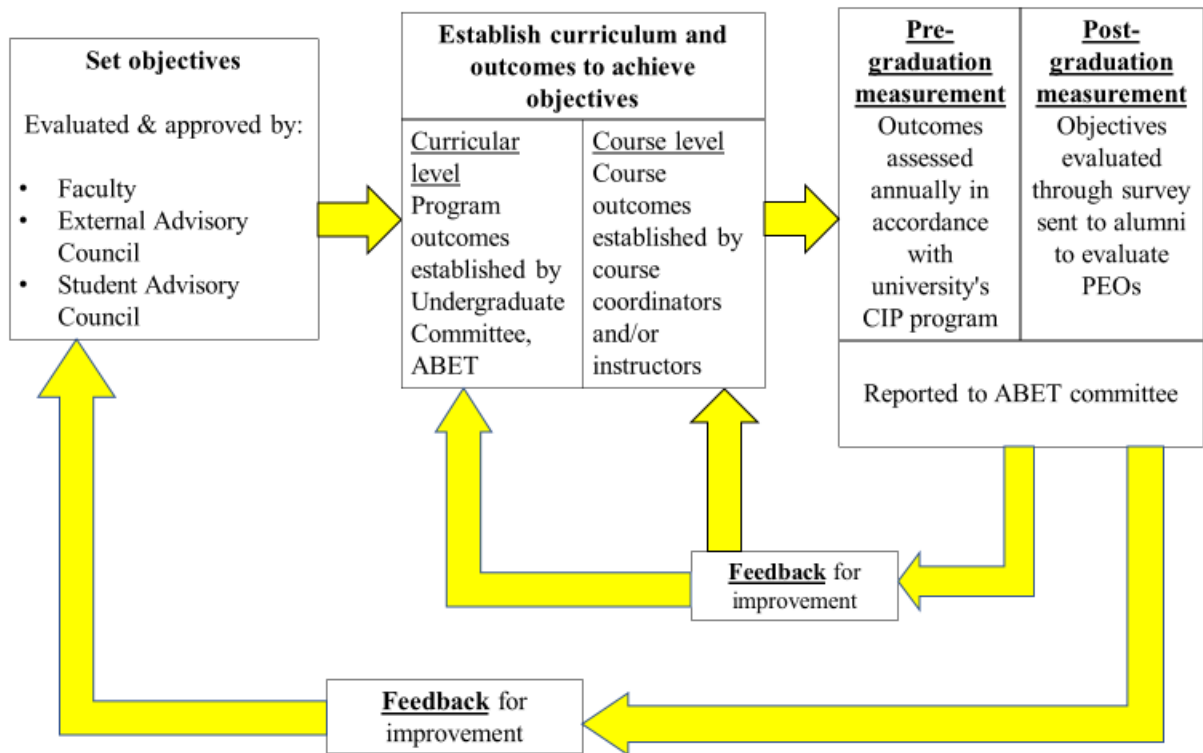 Set objectives
Evaluated & approved by:
• Faculty
• External Advisory
Council
• Student Advisory
Council
Establish curriculum and
outcomes to achieve
objectives
Curricular
level
Program
outcomes
established by
Undergraduate
Committee,
ABET
Course level
Course
outcomes
established by
course
coordinators
and/or
instructors
Pre-
graduation
measurement
Outcomes
assessed
annually in
accordance
with
university's
CIP program
Post-
graduation
measurement
Objectives
evaluated
through survey
sent to alumni
to evaluate
PEOs
Reported to ABET committee
Feedback for
improvement
Feedback for
improvement